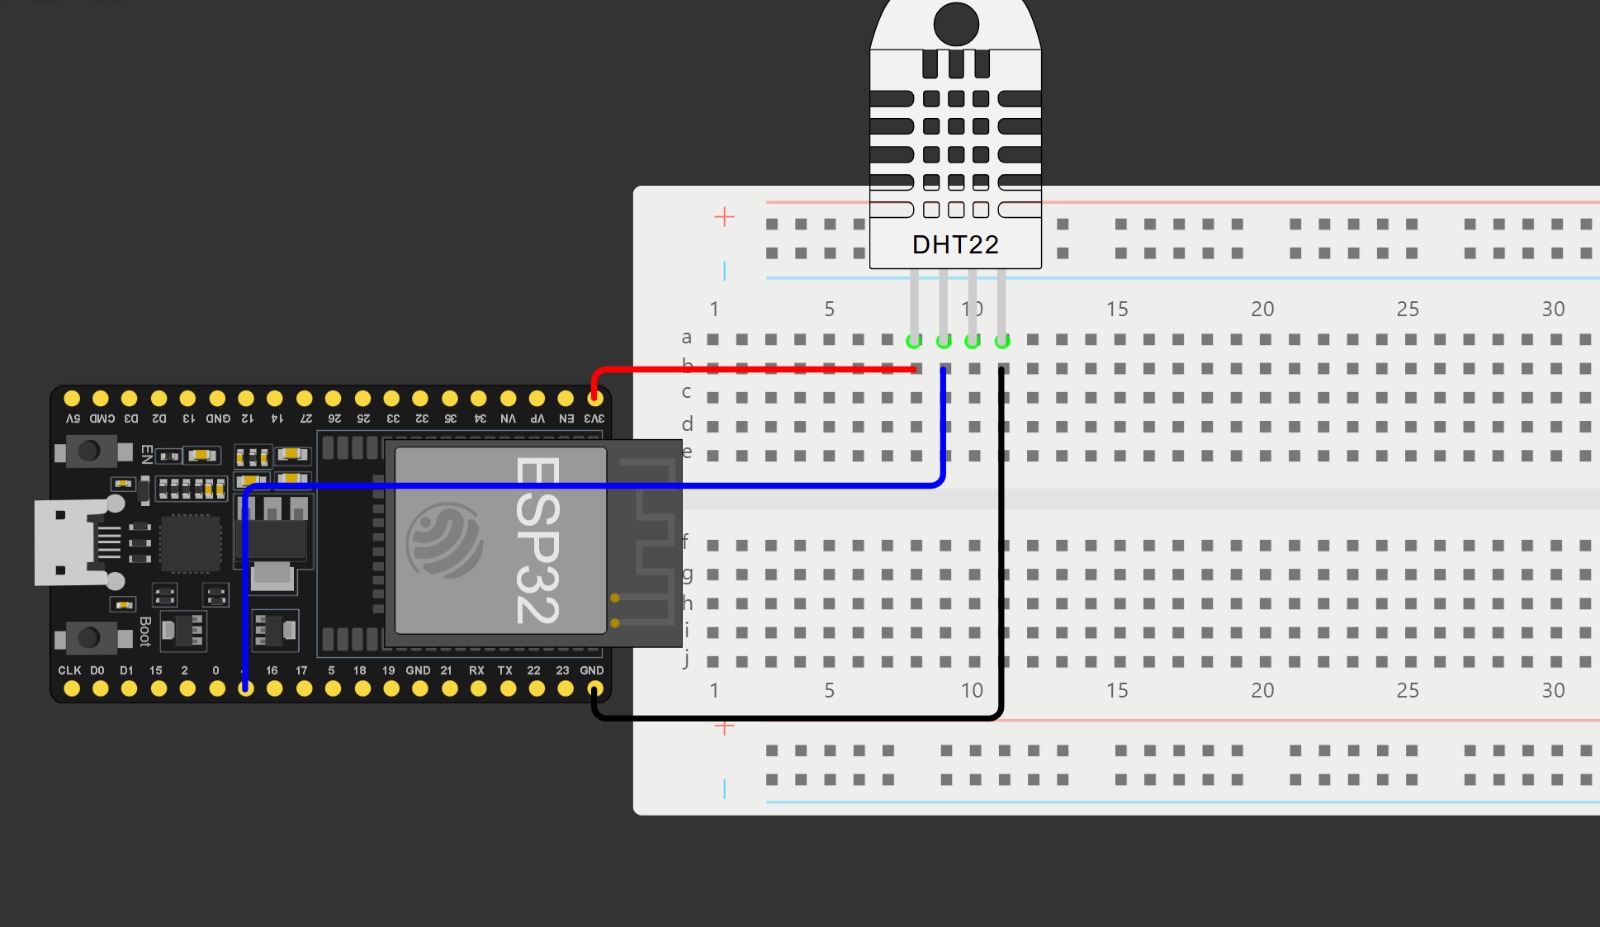 DHT22
+
1 5 10 15 20 25 30
a
b
c
d
e
f
g
h
i
j
1 5 10 15 20 25 30
+
5V CMD D3 D2 13 GND 12 14 27 26 25 33 32 35 34 VN VP EN 3V3
EN
ESP32
Boot
CLK D0 D1 15 2 0 16 17 5 18 19 GND 21 RX TX 22 23 GND